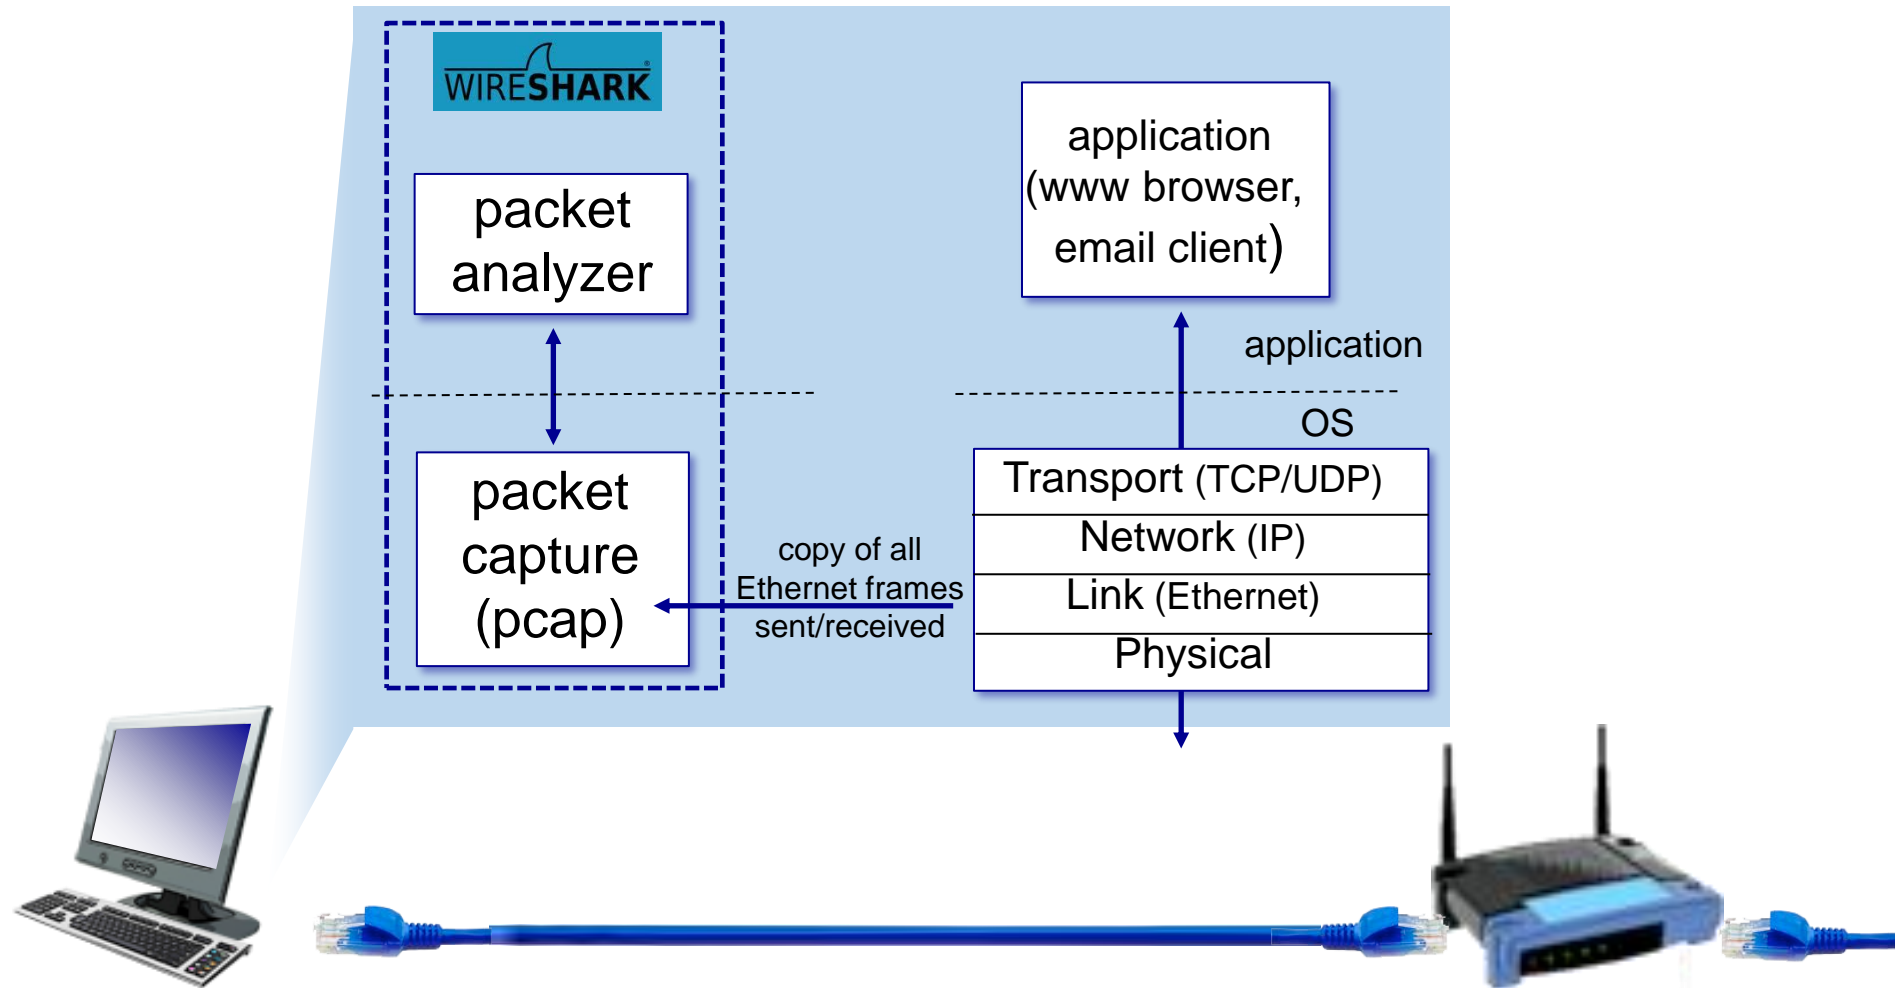 WIRESHARK
packet
analyzer
packet
capture
(pcap)
copy of all
Ethernet frames
sent/received
application
(www browser,
email client)
application
OS
Transport (TCP/UDP)
Network (IP)
Link (Ethernet)
Physical